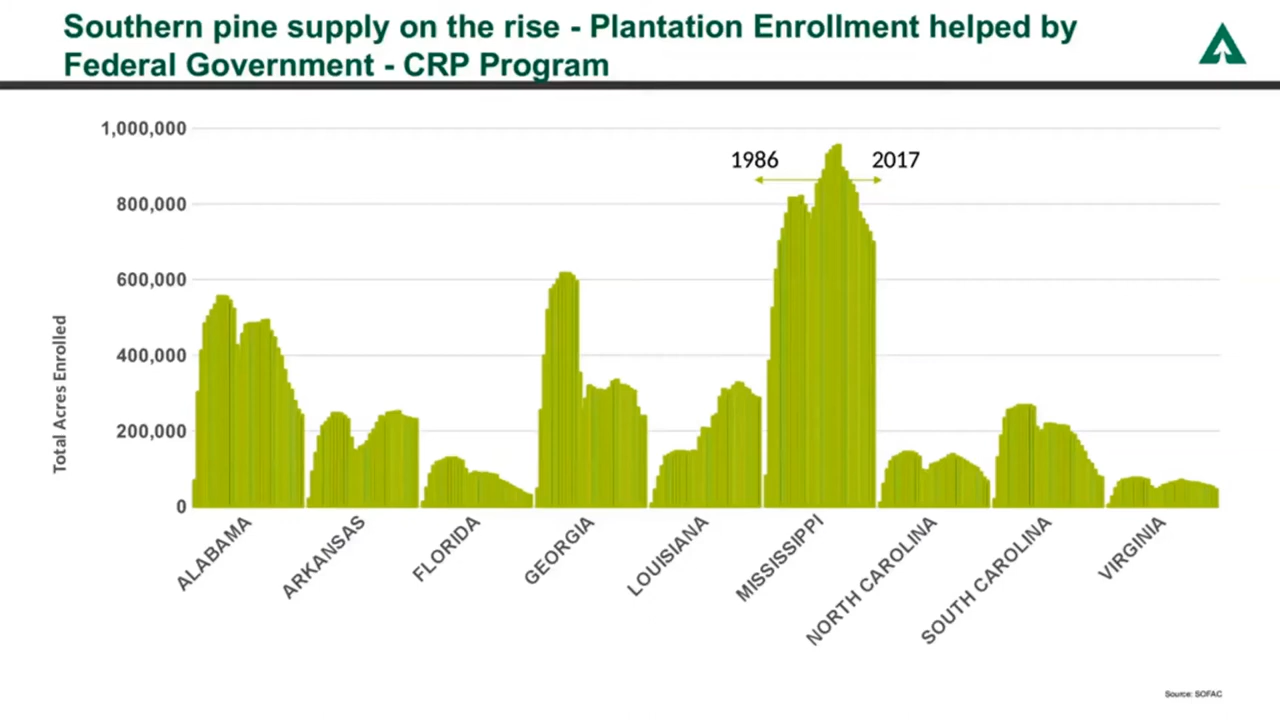 Southern pine supply on the rise - Plantation Enrollment helped by
Federal Government - CRP Program
1,000,000
1986
2017
800,000
600,000
400,000
200,000
0
Total Acres Enrolled
ALABAMA
ARKANSAS
FLORIDA
GEORGIA
LOUISIANA
MISSISSIPPI
NORTH CAROLINA
SOUTH CAROLINA
VIRGINIA
Source: SOFAC